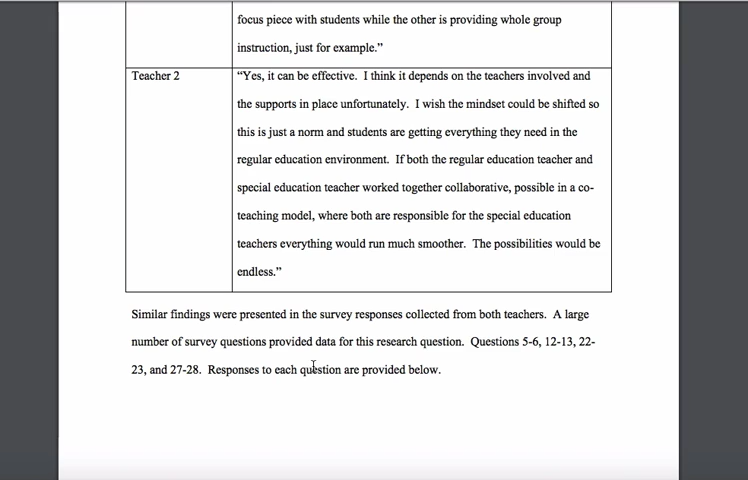 focus piece with students while the other is providing whole group
instruction, just for example.”
Teacher 2
“Yes, it can be effective.  I think it depends on the teachers involved and
the supports in place unfortunately.  I wish the mindset could be shifted so
this is just a norm and students are getting everything they need in the
regular education environment.  If both the regular education teacher and
special education teacher worked together collaborative, possible in a co-
teaching model, where both are responsible for the special education
teachers everything would run much smoother.  The possibilities would be
endless.”
Similar findings were presented in the survey responses collected from both teachers.  A large
number of survey questions provided data for this research question.  Questions 5-6, 12-13, 22-
23, and 27-28.  Responses to each question are provided below.